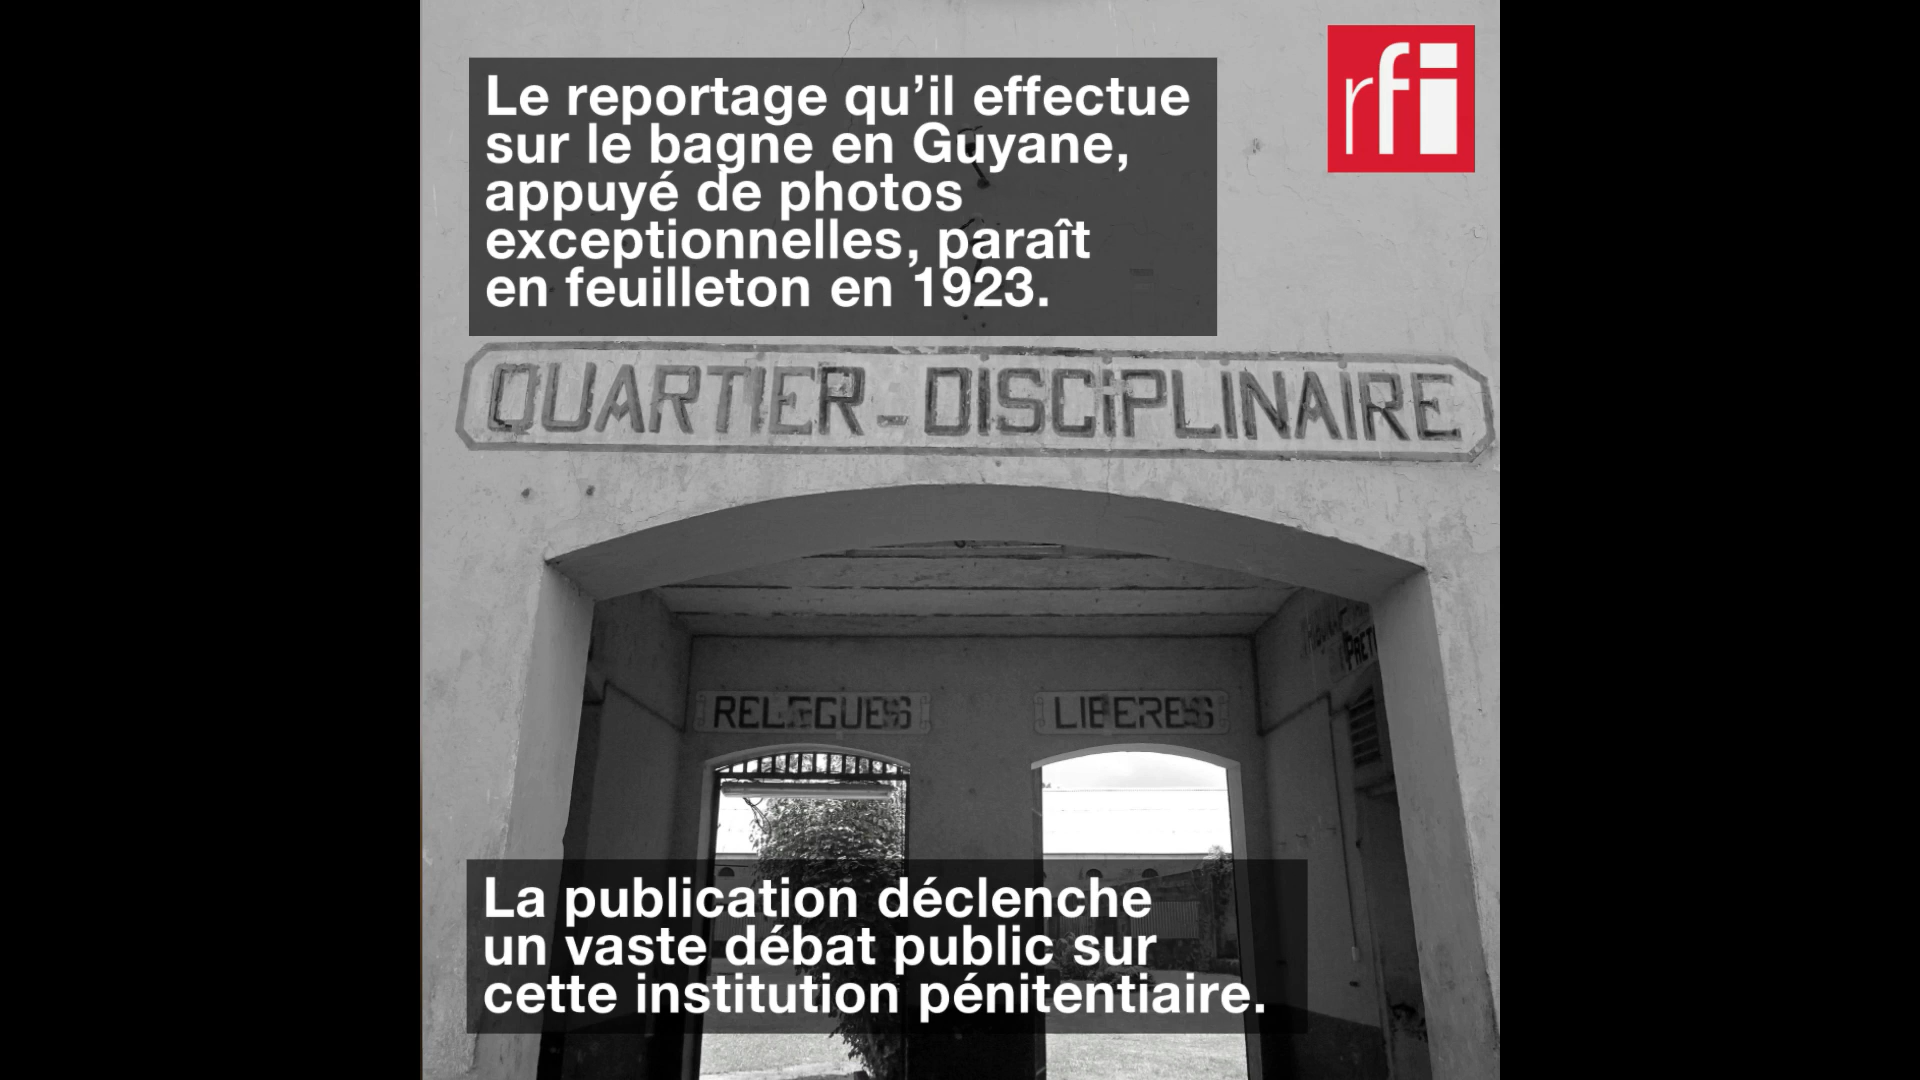 Le reportage qu’il effectue
sur le bagne en Guyane,
appuyé de photos
exceptionnelles, paraît
en feuilleton en 1923.
rfi
QUARTIER - DISCIPLINAIRE
RELEGUES
LIBERES
La publication déclenche
un vaste débat public sur
cette institution pénitentiaire.